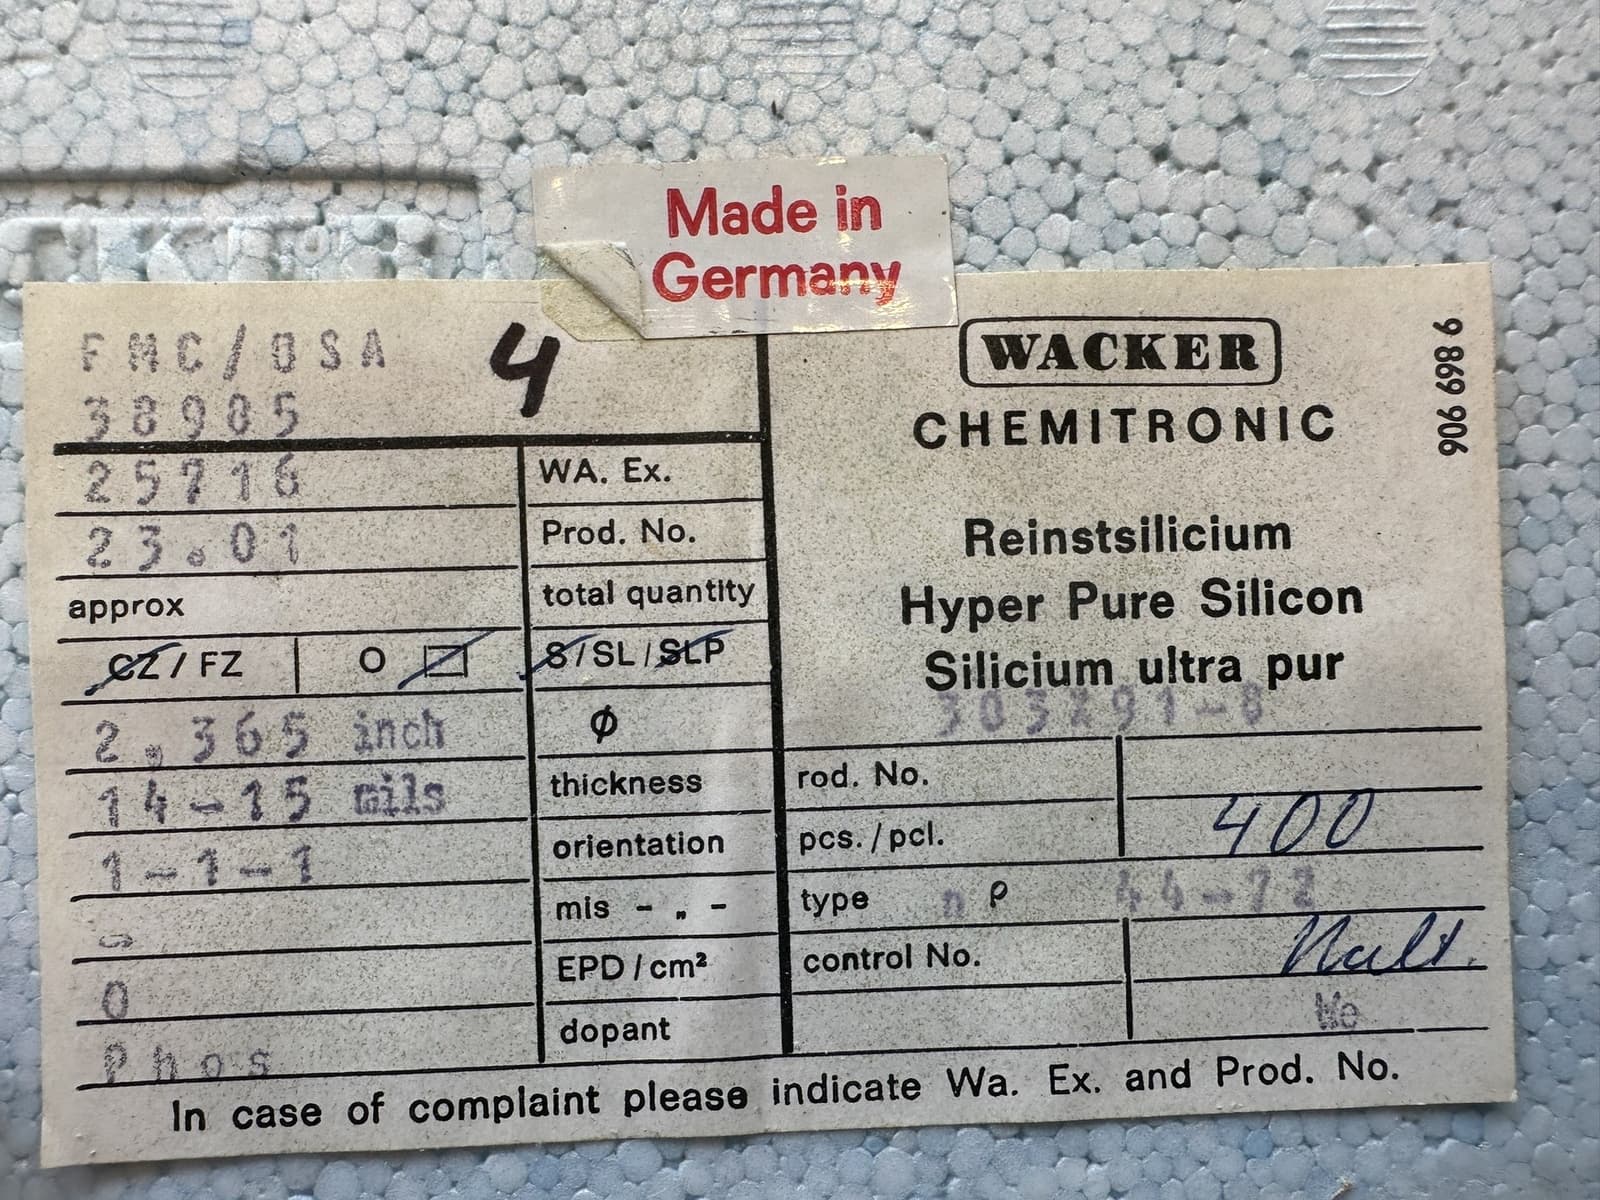 Made in
Germany
FMC/USA 4
38905
25716 WA. Ex.
23.01 Prod. No.
approx total quantity
CZ / FZ | O □ S / SL / SLP
2.365 inch ø
14-15 mils thickness
1-1-1 orientation
mis - „ -
0 EPD / cm²
Phos dopant
WACKER
CHEMITRONIC
906 698 6
Reinstsilicium
Hyper Pure Silicon
Silicium ultra pur
rod. No.
pcs. / pcl. 400
type n ρ 44-72
control No.
We
In case of complaint please indicate Wa. Ex. and Prod. No.